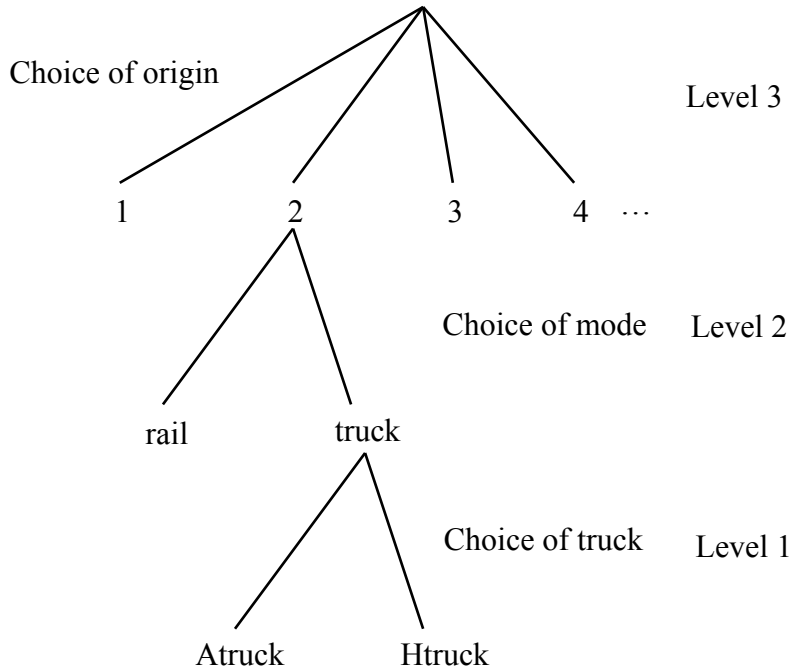 Choice of origin
Level 3
1 2 3 4 ...
Choice of mode Level 2
rail truck
Choice of truck Level 1
Atruck Htruck